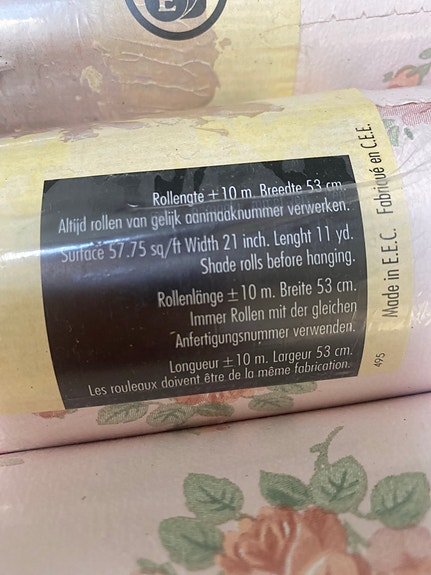 E
Rollengte ± 10 m. Breedte 53 cm.
Altijd rollen van gelijk aanmaaknummer verwerken.
Surface 57.75 sq/ft Width 21 inch. Lenght 11 yd.
Shade rolls before hanging.
Rollenlänge ± 10 m. Breite 53 cm.
Immer Rollen mit der gleichen
Anfertigungsnummer verwenden.
Longueur ± 10 m. Largeur 53 cm.
Les rouleaux doivent être de la même fabrication.
Made in E.E.C. Fabriqué en C.E.E.
495